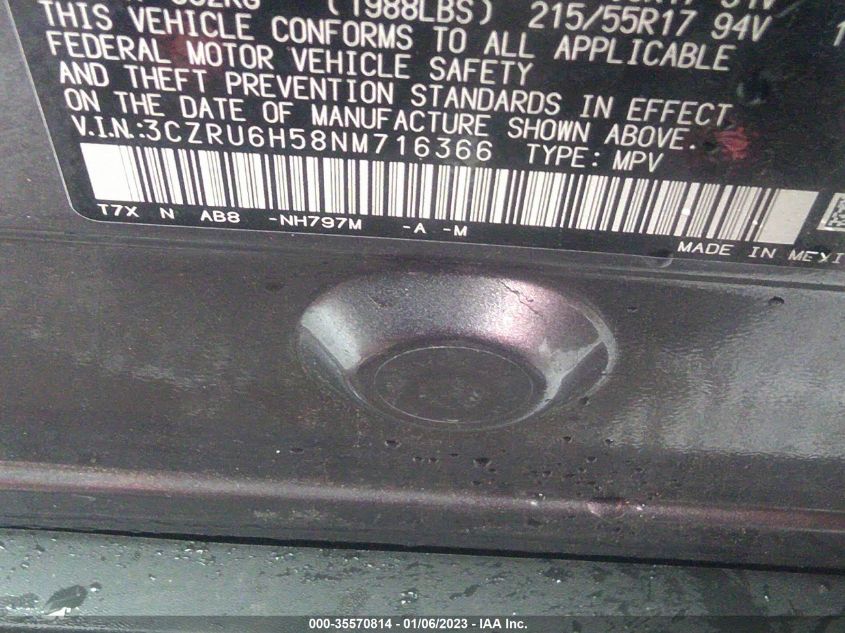 (1988LBS) 215/55R17 94V
THIS VEHICLE CONFORMS TO ALL APPLICABLE
FEDERAL MOTOR VEHICLE SAFETY
AND THEFT PREVENTION STANDARDS IN EFFECT
ON THE DATE OF MANUFACTURE SHOWN ABOVE.
V.I.N.:3CZRU6H58NM716366 TYPE: MPV
T7X N AB8 -NH797M -A -M
MADE IN MEXI
000-35570814 - 01/06/2023 - IAA Inc.